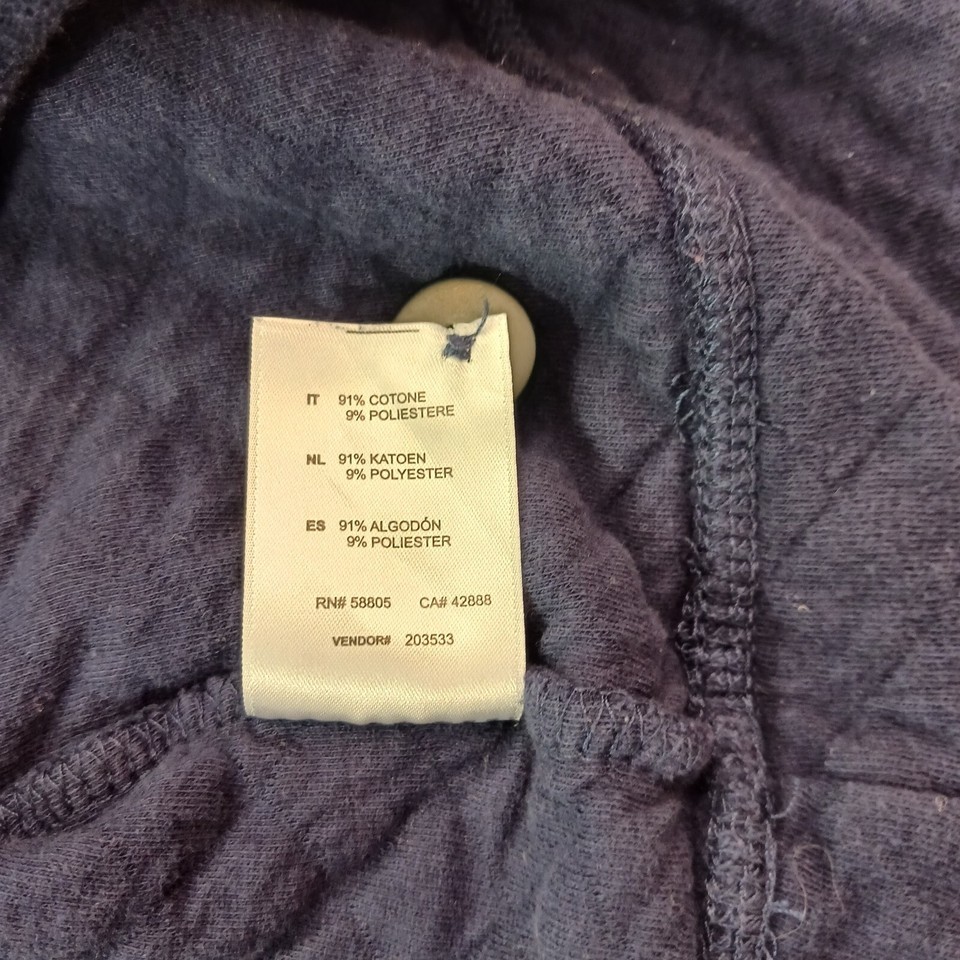 IT 91% COTONE
9% POLIESTERE
NL 91% KATOEN
9% POLYESTER
ES 91% ALGODÓN
9% POLIESTER
RN# 58805 CA# 42888
VENDOR# 203533